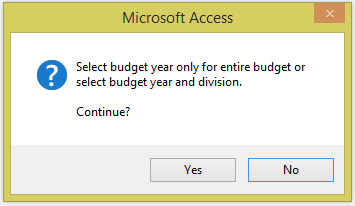 Microsoft Access
Select budget year only for entire budget or
select budget year and division.
Continue?
Yes
No